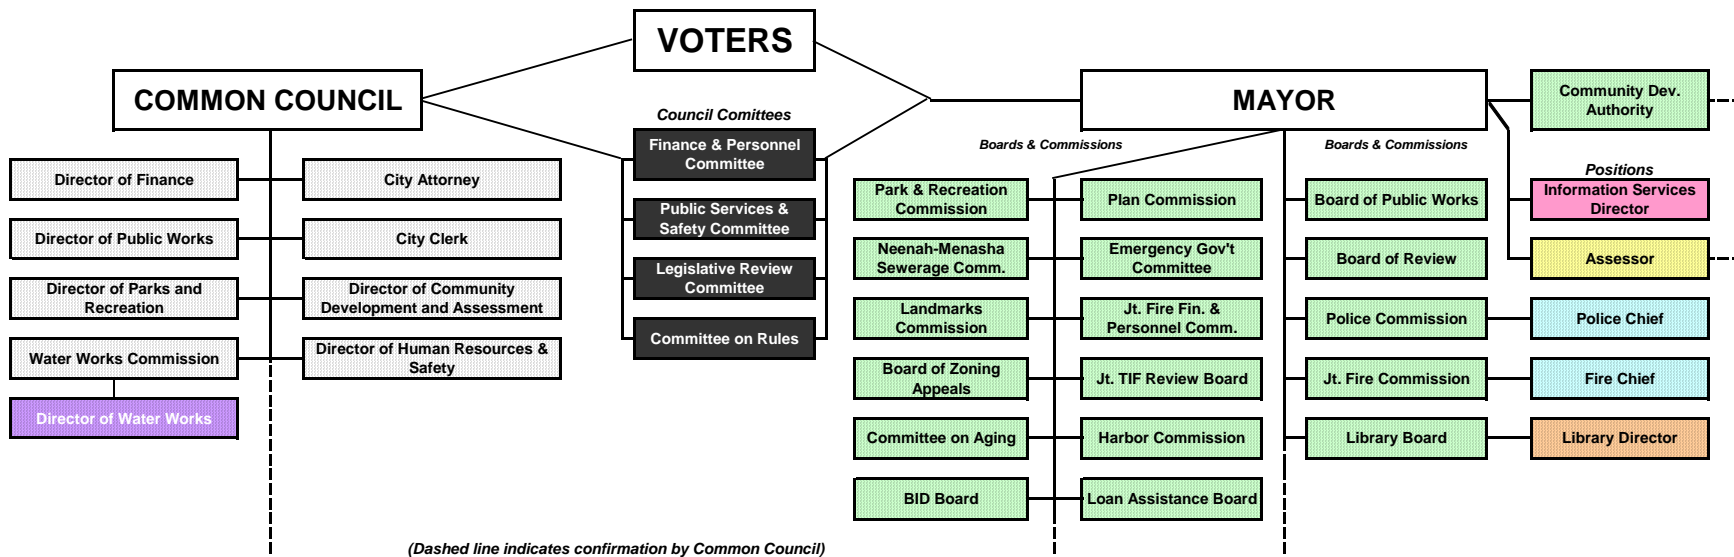 VOTERS
COMMON COUNCIL
MAYOR
Community Dev.
Authority
Council Comittees
Finance & Personnel
Committee
Public Services &
Safety Committee
Legislative Review
Committee
Committee on Rules
Director of Finance
City Attorney
Director of Public Works
City Clerk
Director of Parks and
Recreation
Director of Community
Development and Assessment
Water Works Commission
Director of Human Resources &
Safety
Director of Water Works
Boards & Commissions
Park & Recreation
Commission
Plan Commission
Neenah-Menasha
Sewerage Comm.
Emergency Gov't
Committee
Landmarks
Commission
Jt. Fire Fin. &
Personnel Comm.
Board of Zoning
Appeals
Jt. TIF Review Board
Committee on Aging
Harbor Commission
BID Board
Loan Assistance Board
Boards & Commissions
Board of Public Works
Board of Review
Police Commission
Jt. Fire Commission
Library Board
Positions
Information Services
Director
Assessor
Police Chief
Fire Chief
Library Director
(Dashed line indicates confirmation by Common Council)